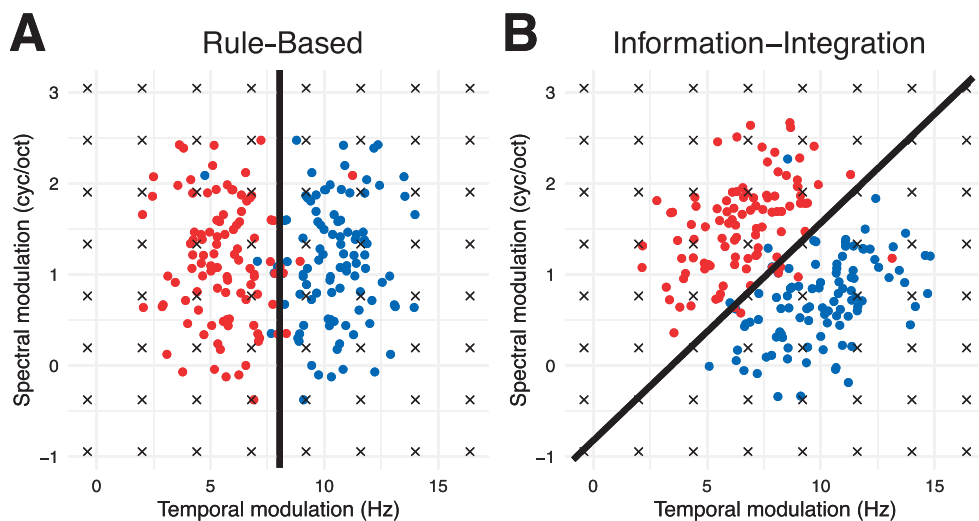 A
Rule–Based
Spectral modulation (cyc/oct)
3
2
1
0
−1
0 5 10 15
Temporal modulation (Hz)
B
Information–Integration
Spectral modulation (cyc/oct)
3
2
1
0
−1
0 5 10 15
Temporal modulation (Hz)